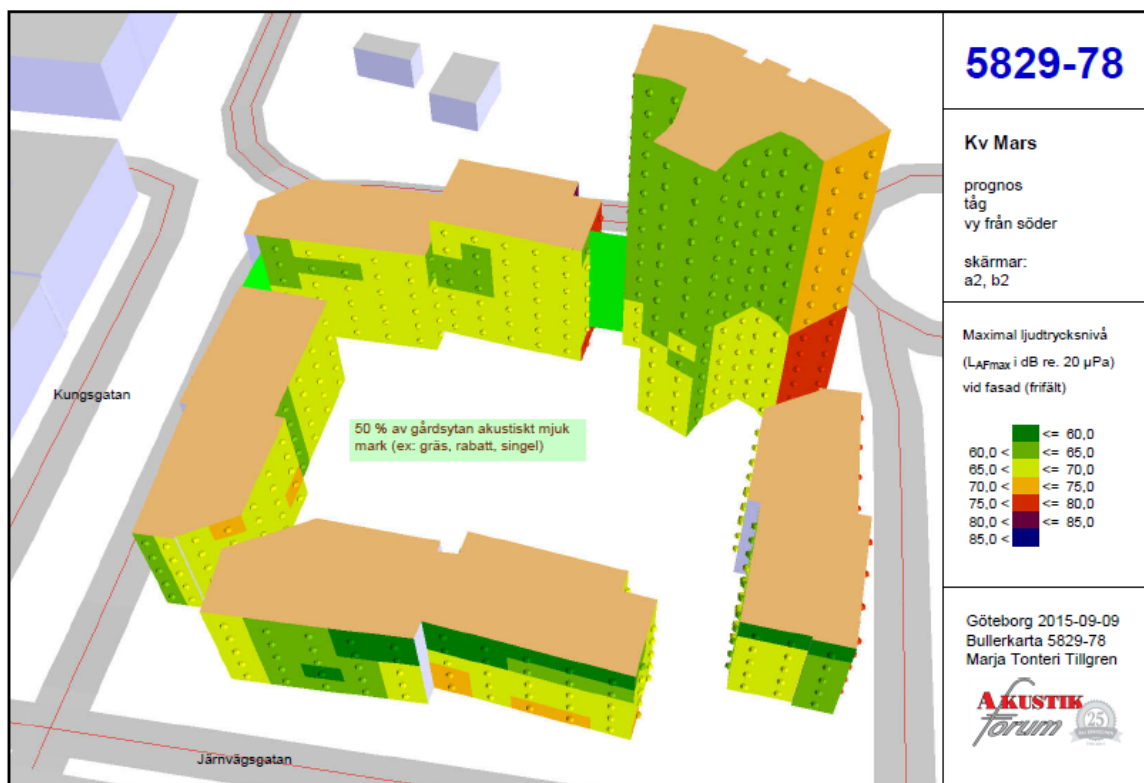 5829-78
Kv Mars
prognos
tåg
vy från söder
skärmar:
a2, b2
Maximal ljudtrycksnivå
(LAFmax i dB re. 20 µPa)
vid fasad (frifält)
<= 60,0
60,0 < <= 65,0
65,0 < <= 70,0
70,0 < <= 75,0
75,0 < <= 80,0
80,0 < <= 85,0
85,0 <
Kungsgatan
50 % av gårdsytan akustiskt mjuk
mark (ex: gräs, rabatt, singel)
Järnvägsgatan
Göteborg 2015-09-09
Bullerkarta 5829-78
Marja Tonteri Tillgren
AKUSTIK
forum
25